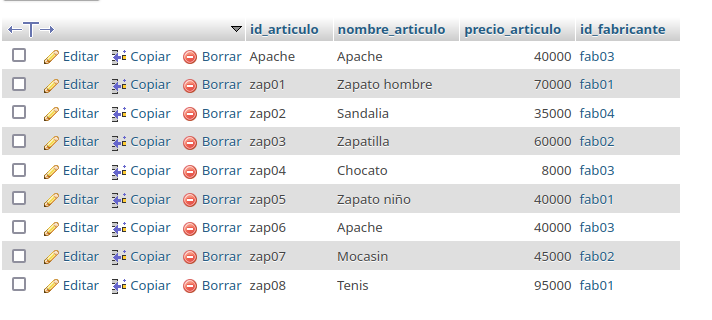 id_articulo nombre_articulo precio_articulo id_fabricante
Editar Copiar Borrar Apache Apache 40000 fab03
Editar Copiar Borrar zap01 Zapato hombre 70000 fab01
Editar Copiar Borrar zap02 Sandalia 35000 fab04
Editar Copiar Borrar zap03 Zapatilla 60000 fab02
Editar Copiar Borrar zap04 Chocato 8000 fab03
Editar Copiar Borrar zap05 Zapato niño 40000 fab01
Editar Copiar Borrar zap06 Apache 40000 fab03
Editar Copiar Borrar zap07 Mocasin 45000 fab02
Editar Copiar Borrar zap08 Tenis 95000 fab01